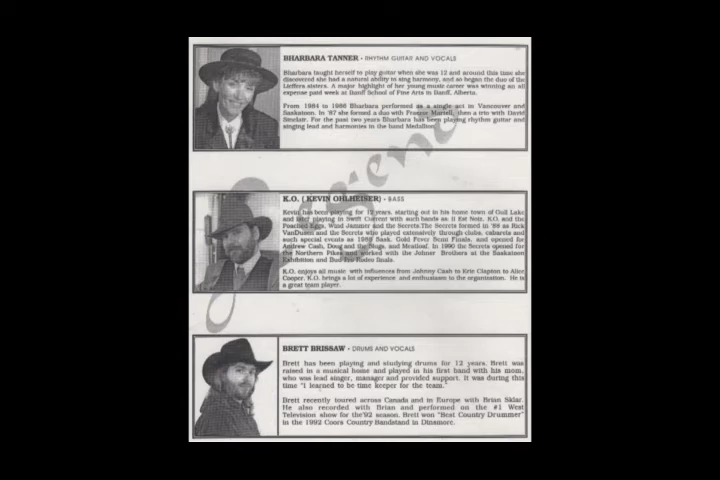 BHARBARA TANNER - RHYTHM GUITAR AND VOCALS
Bharbara taught herself to play guitar when she was 12 and around this time she
discovered she had a natural ability to sing harmony, and so began the duo of the
Lieffers sisters. A major highlight of her young music career was winning an all
expense paid week at Banff School of Fine Arts in Banff, Alberta.
From 1984 to 1986 Bharbara performed as a single act in Vancouver and
Saskatoon. In '87 she formed a duo with Frannie Martell, then a trio with David
Sinclair. For the past two years Bharbara has been playing rhythm guitar and
singing lead and harmonies in the band Medallion.
Legend
K.O. (KEVIN OHLHEISER) - BASS
Kevin has been playing for 15 years, starting out in his home town of Gull Lake
and later playing in Swift Current with such bands as: II Eet Noiz, K.O. and the
Poached Eggs, Wind Jammer and the Secrets. The Secrets formed in '88 as Rick
VanDusen and the Secrets who played extensively through clubs, cabarets and
such special events as 1989 Sask. Gold Fever Scout Finals, and opened for
Andrew Cash, Doug and the Slugs, and Meatloaf. In 1990 the Secrets opened for
the Northern Pikes and worked with the Johner Brothers at the Saskatoon
Exhibition and Bud Pro Rodeo finals.
K.O. enjoys all music with influences from Johnny Cash to Eric Clapton to Alice
Cooper. K.O. brings a lot of experience and enthusiasm to the organization. He is
a great team player.
BRETT BRISSAW - DRUMS AND VOCALS
Brett has been playing and studying drums for 12 years. Brett was
raised in a musical home and played in his first band with his mom,
who was lead singer, manager and provided support. It was during this
time "I learned to be time keeper for the team."
Brett recently toured across Canada and in Europe with Brian Sklar.
He also recorded with Brian and performed on the #1 West
Television show for the '92 season. Brett won "Best Country Drummer"
in the 1992 Coors Country Bandstand in Dinsmore.